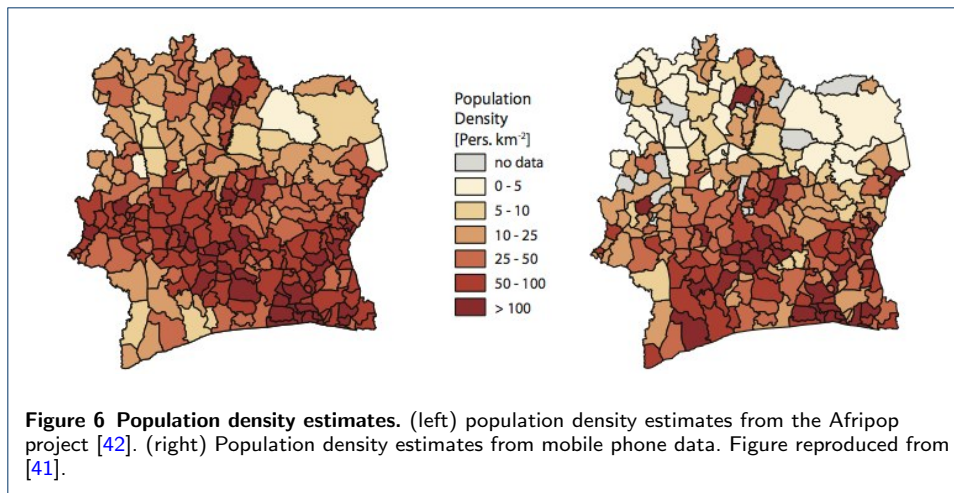 Population
Density
[Pers. km-2]
no data
0 - 5
5 - 10
10 - 25
25 - 50
50 - 100
> 100
Figure 6 Population density estimates. (left) population density estimates from the Afripop
project [42]. (right) Population density estimates from mobile phone data. Figure reproduced from
[41].